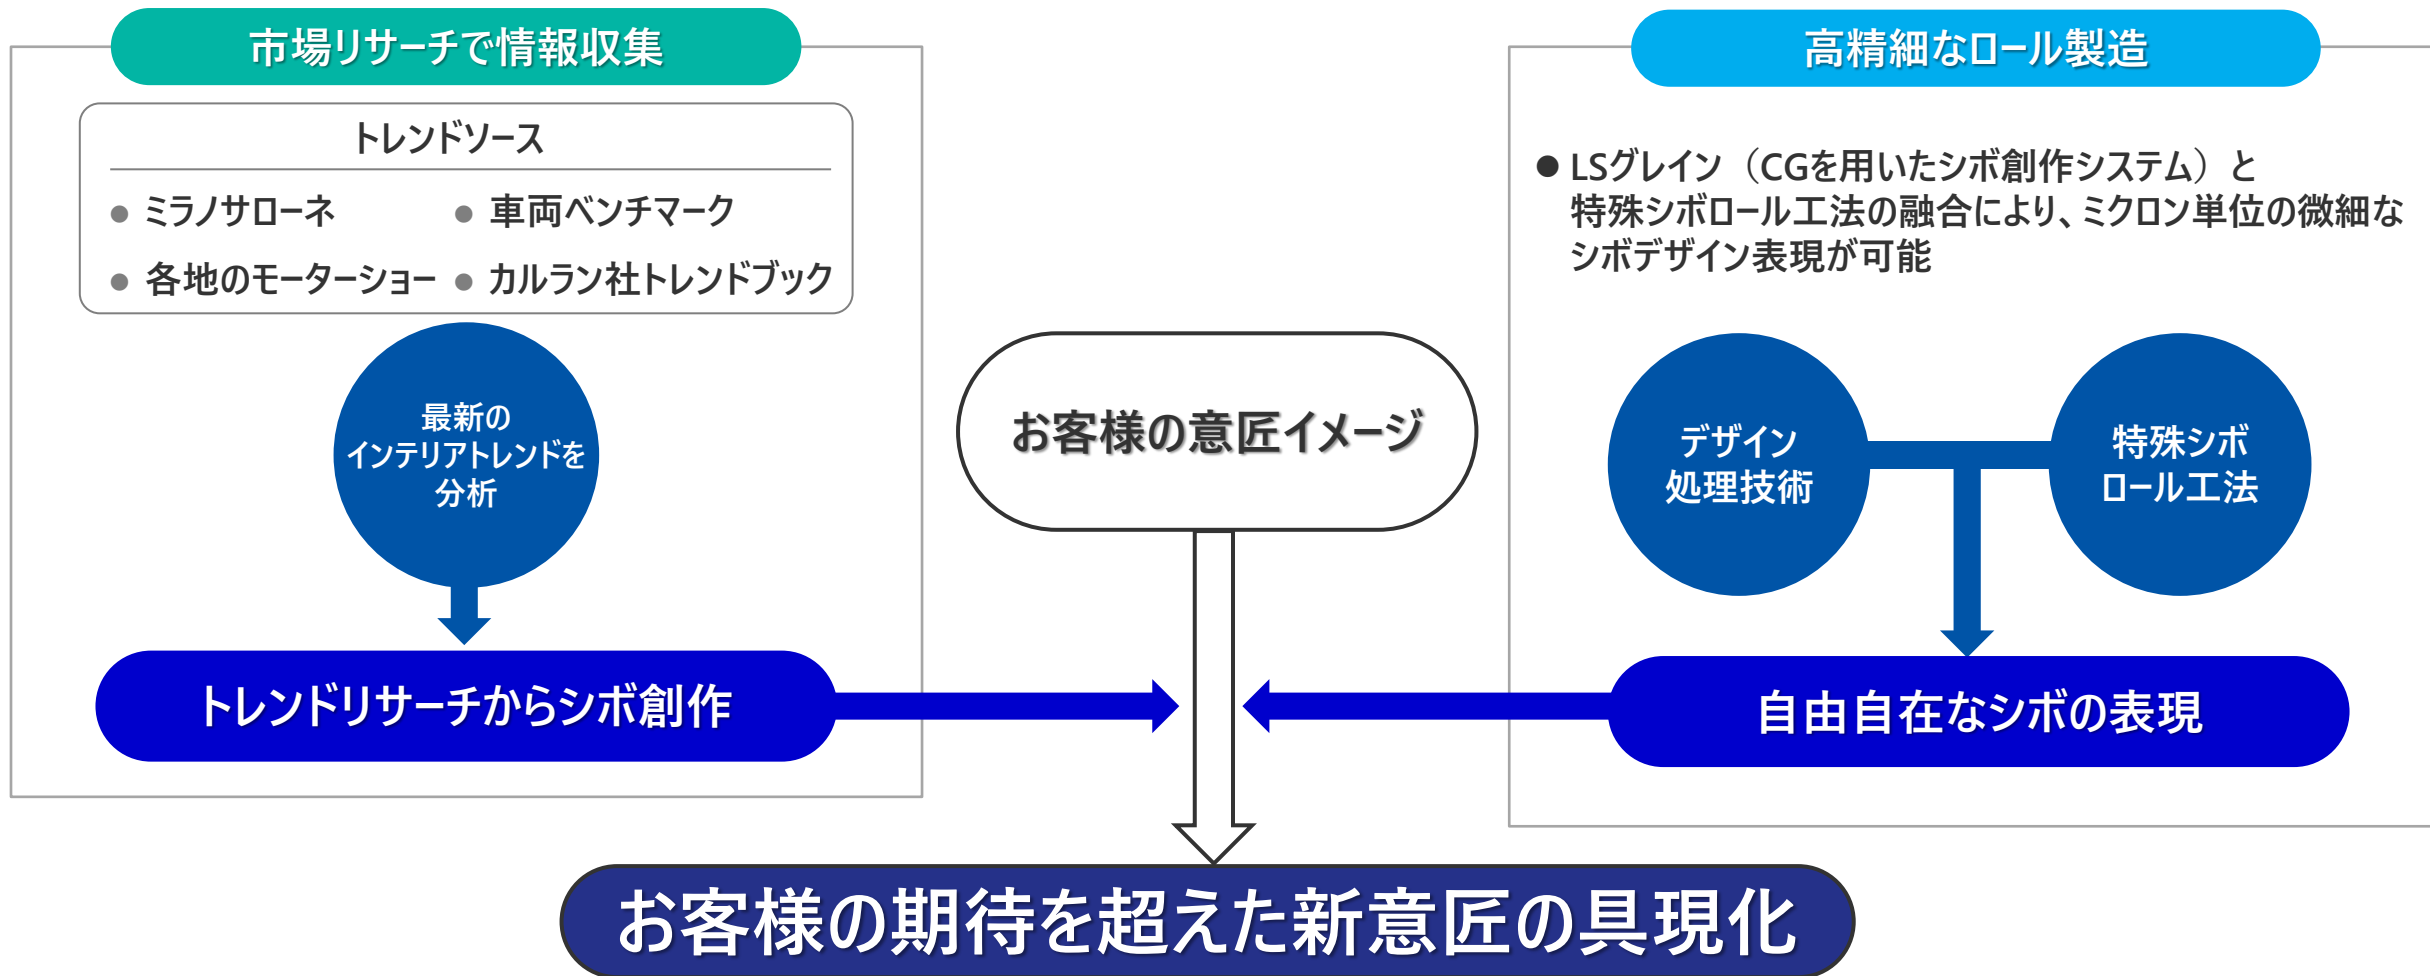 市場リサーチで情報収集
トレンドソース
● ミラノサローネ
● 車両ベンチマーク
● 各地のモーターショー
● カルラン社トレンドブック
最新の
インテリアトレンドを
分析
トレンドリサーチからシボ創作
お客様の意匠イメージ
高精細なロール製造
● LSグレイン（CGを用いたシボ創作システム）と
特殊シボロール工法の融合により、ミクロン単位の微細な
シボデザイン表現が可能
デザイン
処理技術
特殊シボ
ロール工法
自由自在なシボの表現
お客様の期待を超えた新意匠の具現化